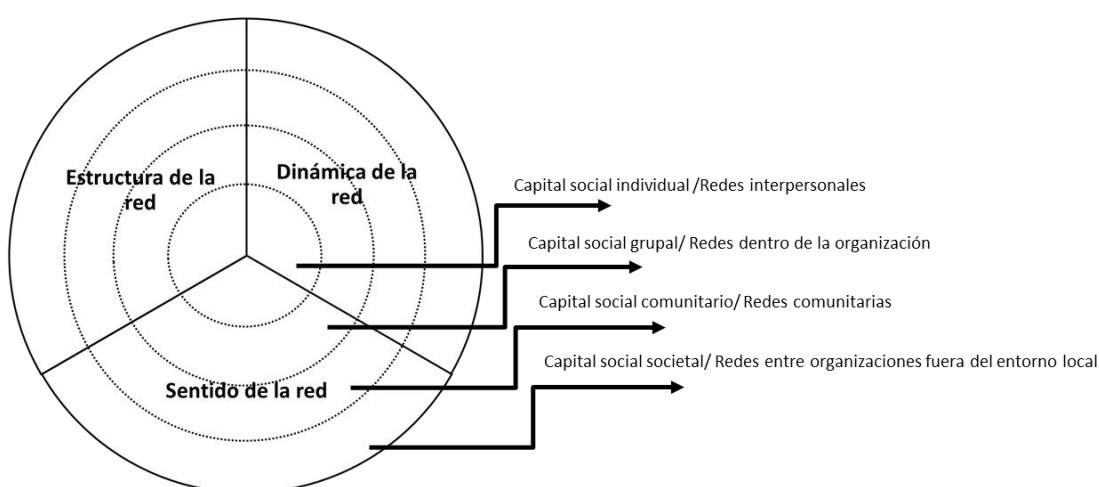 Estructura de la
red
Dinámica de la
red
Sentido de la red
Capital social individual /Redes interpersonales
Capital social grupal/ Redes dentro de la organización
Capital social comunitario/ Redes comunitarias
Capital social societal/ Redes entre organizaciones fuera del entorno local